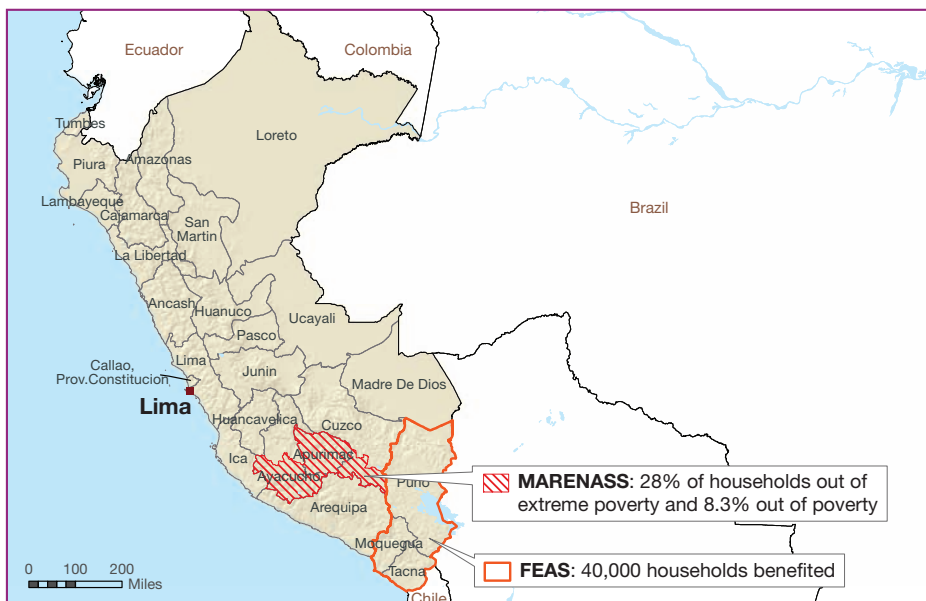 Ecuador
Colombia
Tumbes
Loreto
Amazonas
Piura
Lambayeque
Cajamarca
San
Martin
Brazil
La Libertad
Ancash
Huanuco
Ucayali
Pasco
Lima
Callao,
Prov.Constitucion
Junin
Madre De Dios
Lima
Huancavelica
Cuzco
Ica
Apurimac
Ayacucho
Puno
MARENASS: 28% of households out of
extreme poverty and 8.3% out of poverty
Arequipa
Moquegua
FEAS: 40,000 households benefited
Tacna
0 100 200
Miles
Chile